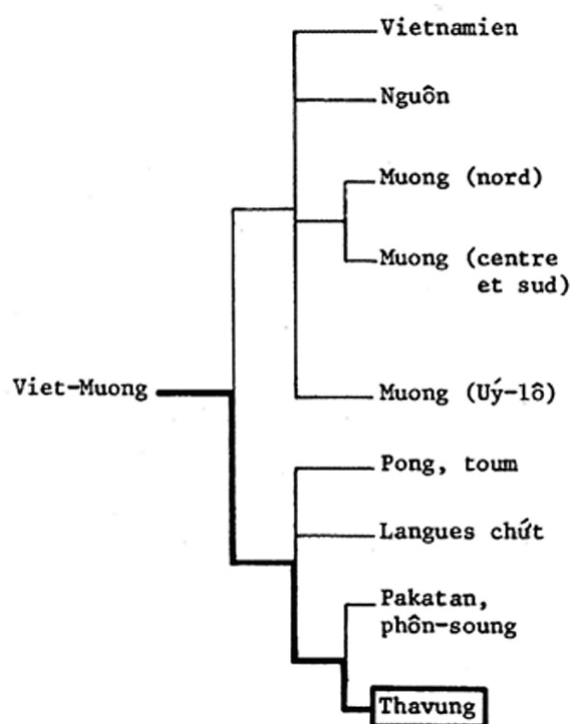 Vietnamien
Nguôn
Muong (nord)
Muong (centre
et sud)
Viet-Muong
Muong (Uý-lô)
Pong, toum
Langues chứt
Pakatan,
phôn-soung
Thavung